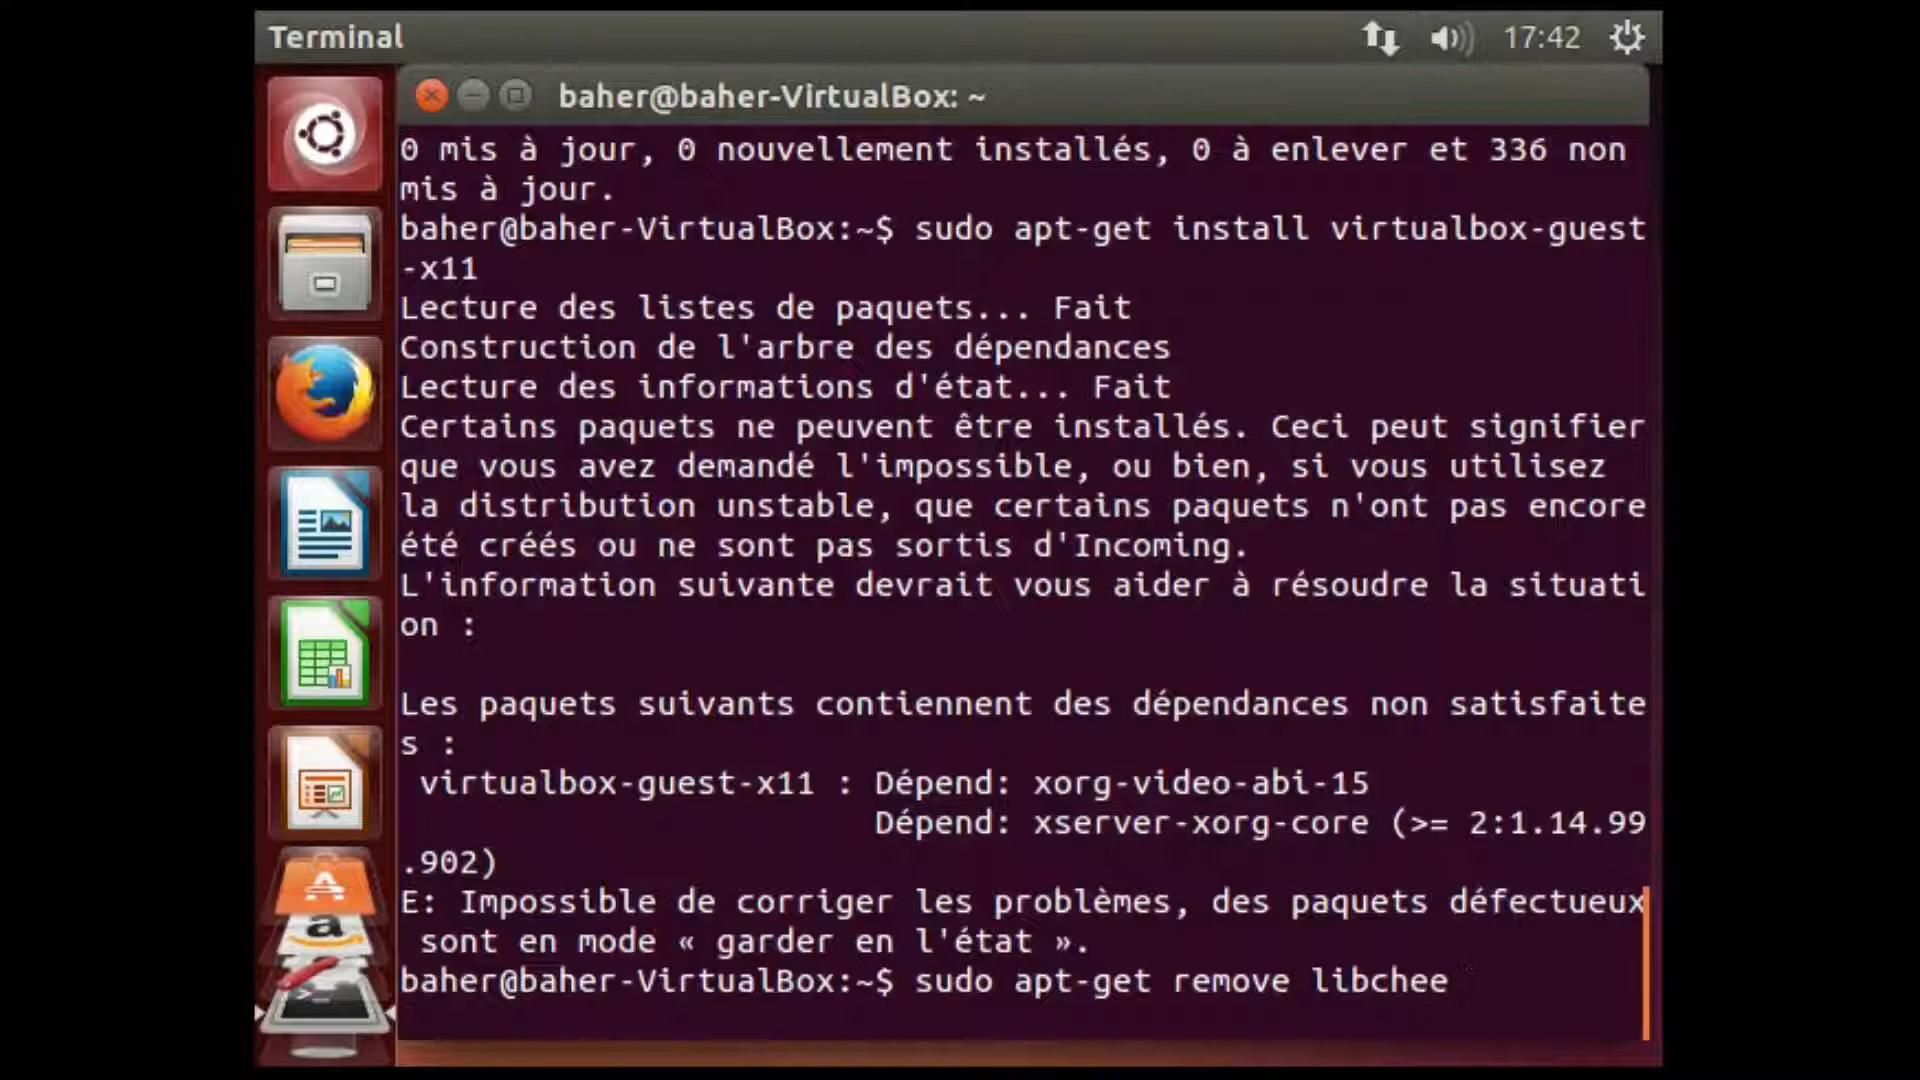 Terminal
17:42
baher@baher-VirtualBox: ~
0 mis à jour, 0 nouvellement installés, 0 à enlever et 336 non
mis à jour.
baher@baher-VirtualBox:~$ sudo apt-get install virtualbox-guest
-x11
Lecture des listes de paquets... Fait
Construction de l'arbre des dépendances
Lecture des informations d'état... Fait
Certains paquets ne peuvent être installés. Ceci peut signifier
que vous avez demandé l'impossible, ou bien, si vous utilisez
la distribution unstable, que certains paquets n'ont pas encore
été créés ou ne sont pas sortis d'Incoming.
L'information suivante devrait vous aider à résoudre la situati
on :
Les paquets suivants contiennent des dépendances non satisfaite
s :
virtualbox-guest-x11 : Dépend: xorg-video-abi-15
Dépend: xserver-xorg-core (>= 2:1.14.99
.902)
E: Impossible de corriger les problèmes, des paquets défectueux
sont en mode « garder en l'état ».
baher@baher-VirtualBox:~$ sudo apt-get remove libchee